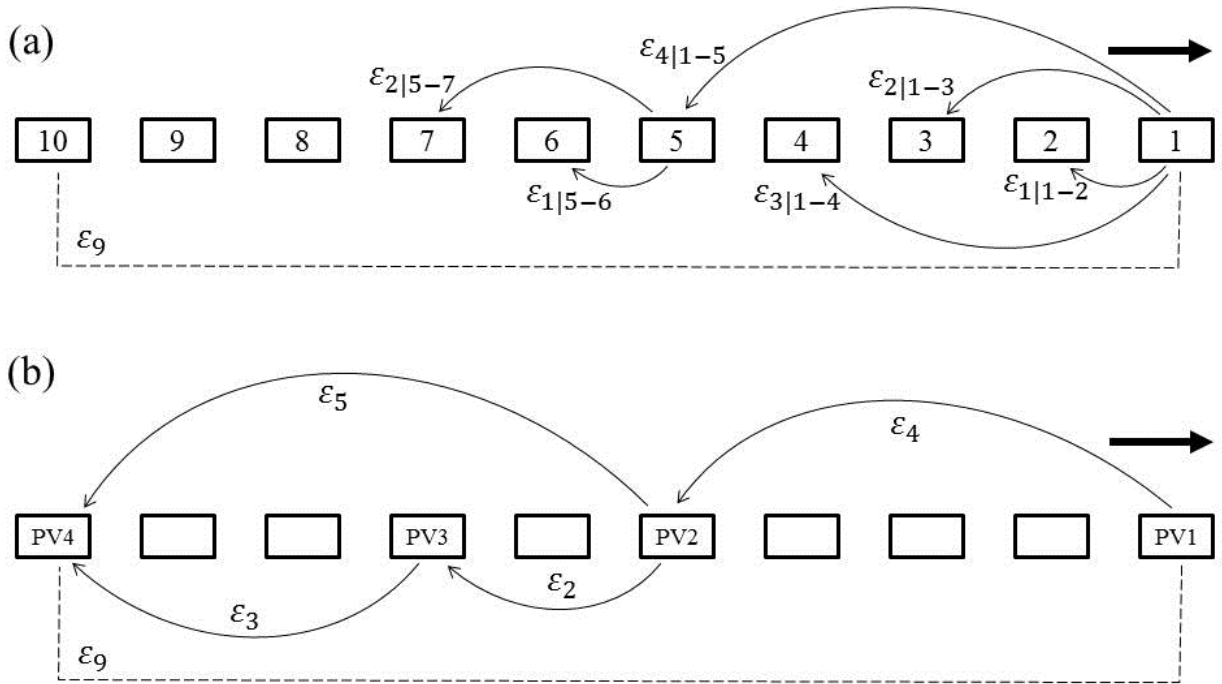 (a)
ε₄|₁₋₅
ε₂|₅₋₇
ε₂|₁₋₃
10 9 8 7 6 5 4 3 2 1
ε₁|₅₋₆
ε₃|₁₋₄
ε₁|₁₋₂
ε₉
(b)
ε₅
ε₄
PV4 PV3 PV2 PV1
ε₃
ε₂
ε₉